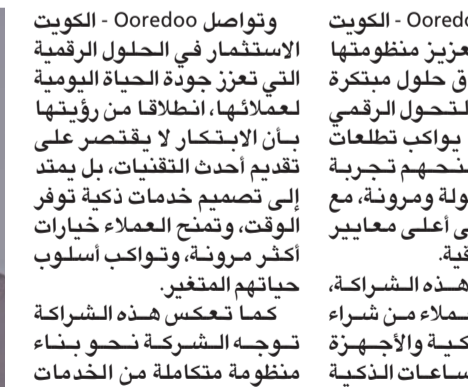 Ooredoo - الكويت
تعزيز منظومتها
حلول مبتكرة
للتحول الرقمي
يواكب تطلعات
تجربة
ومرونة، مع
أعلى معايير
هذه الشراكة،
من شراء
والأجهزة
الذكية
وتواصل Ooredoo - الكويت
الاستثمار في الحلول الرقمية
التي تعزز جودة الحياة اليومية
لعملائها، انطلاقا من رؤيتها
بأن الابتكار لا يقتصر على
تقديم أحدث التقنيات، بل يمتد
إلى تصميم خدمات ذكية توفر
الوقت، وتمنح العملاء خيارات
أكثر مرونة، وتواكب أسلوب
حياتهم المتغير.
كما تعكس هذه الشراكة
توجه الشركة نحو بناء
منظومة متكاملة من الخدمات